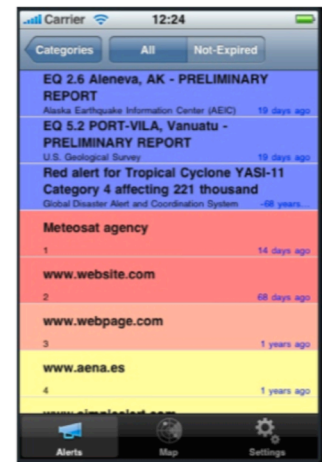 Carrier 12:24
Categories All Not-Expired
EQ 2.6 Aleneva, AK - PRELIMINARY
REPORT
Alaska Earthquake Information Center (AEIC) 19 days ago
EQ 5.2 PORT-VILA, Vanuatu -
PRELIMINARY REPORT
U.S. Geological Survey 19 days ago
Red alert for Tropical Cyclone YASI-11
Category 4 affecting 221 thousand
Global Disaster Alert and Coordination System -68 years...
Meteosat agency
1 14 days ago
www.website.com
2 68 days ago
www.webpage.com
3 1 years ago
www.aena.es
4 1 years ago
Alerts Map Settings